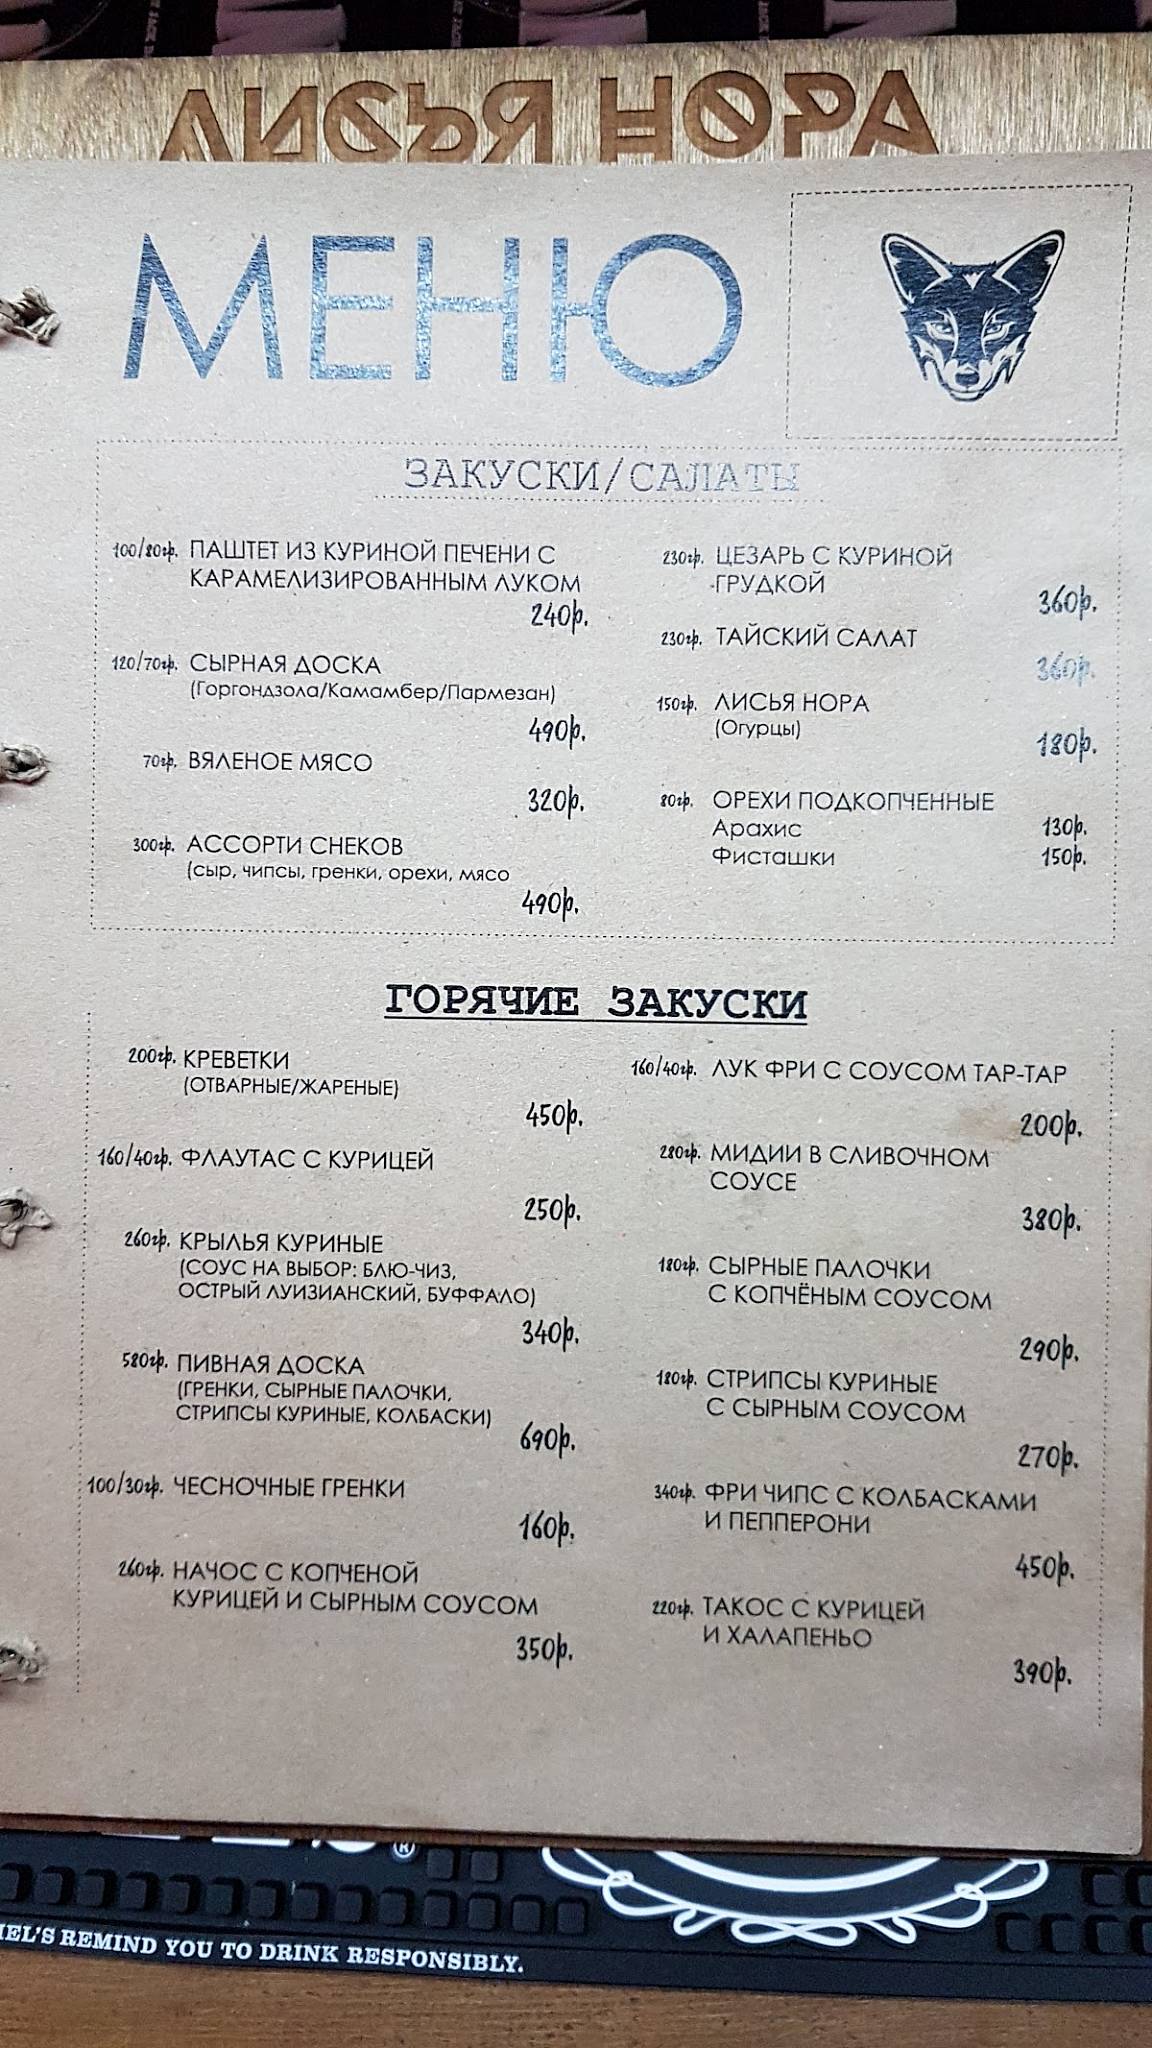 ЛИСЬЯ НОРА
МЕНЮ
ЗАКУСКИ/САЛАТЫ
100/80гр. ПАШТЕТ ИЗ КУРИНОЙ ПЕЧЕНИ С
КАРАМЕЛИЗИРОВАННЫМ ЛУКОМ
240р.
120/70гр. СЫРНАЯ ДОСКА
(Горгондзола/Камамбер/Пармезан)
490р.
70гр. ВЯЛЕНОЕ МЯСО
320р.
300гр. АССОРТИ СНЕКОВ
(сыр, чипсы, гренки, орехи, мясо
490р.
230гр. ЦЕЗАРЬ С КУРИНОЙ
ГРУДКОЙ
360р.
230гр. ТАЙСКИЙ САЛАТ
360р.
150гр. ЛИСЬЯ НОРА
(Огурцы)
180р.
80гр. ОРЕХИ ПОДКОПЧЕННЫЕ
Арахис 130р.
Фисташки 150р.
ГОРЯЧИЕ ЗАКУСКИ
200гр. КРЕВЕТКИ
(ОТВАРНЫЕ/ЖАРЕНЫЕ)
450р.
160/40гр. ФЛАУТАС С КУРИЦЕЙ
250р.
260гр. КРЫЛЬЯ КУРИНЫЕ
(СОУС НА ВЫБОР: БЛЮ-ЧИЗ,
ОСТРЫЙ ЛУИЗИАНСКИЙ, БУФФАЛО)
340р.
580гр. ПИВНАЯ ДОСКА
(ГРЕНКИ, СЫРНЫЕ ПАЛОЧКИ,
СТРИПСЫ КУРИНЫЕ, КОЛБАСКИ)
690р.
100/30гр. ЧЕСНОЧНЫЕ ГРЕНКИ
160р.
260гр. НАЧОС С КОПЧЕНОЙ
КУРИЦЕЙ И СЫРНЫМ СОУСОМ
350р.
160/40гр. ЛУК ФРИ С СОУСОМ ТАР-ТАР
200р.
280гр. МИДИИ В СЛИВОЧНОМ
СОУСЕ
380р.
180гр. СЫРНЫЕ ПАЛОЧКИ
С КОПЧЁНЫМ СОУСОМ
290р.
180гр. СТРИПСЫ КУРИНЫЕ
С СЫРНЫМ СОУСОМ
270р.
340гр. ФРИ ЧИПС С КОЛБАСКАМИ
И ПЕППЕРОНИ
450р.
220гр. ТАКОС С КУРИЦЕЙ
И ХАЛАПЕНЬО
390р.
IEL'S REMIND YOU TO DRINK RESPONSIBLY.